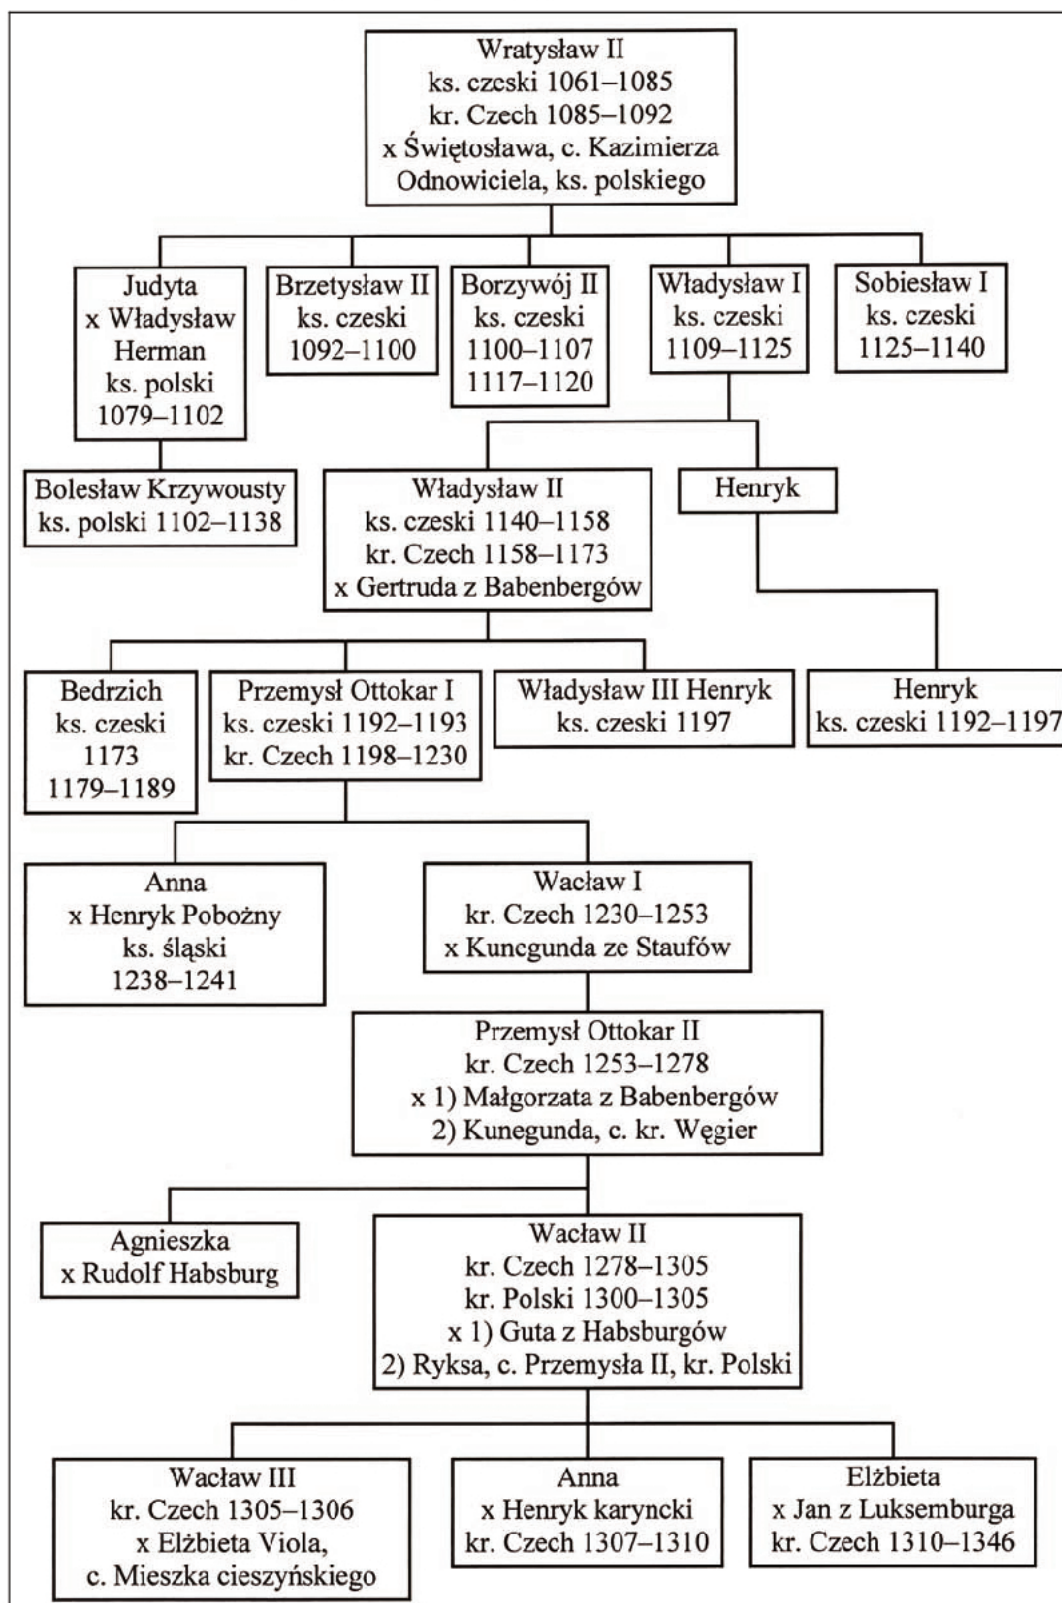 Wratysław II
ks. czeski 1061–1085
kr. Czech 1085–1092
x Świętosława, c. Kazimierza
Odnowiciela, ks. polskiego
Judyta
x Władysław
Herman
ks. polski
1079–1102
Brzetysław II
ks. czeski
1092–1100
Borzywój II
ks. czeski
1100–1107
1117–1120
Władysław I
ks. czeski
1109–1125
Sobiesław I
ks. czeski
1125–1140
Bolesław Krzywousty
ks. polski 1102–1138
Władysław II
ks. czeski 1140–1158
kr. Czech 1158–1173
x Gertruda z Babenbergów
Henryk
Bedrzich
ks. czeski
1173
1179–1189
Przemysł Ottokar I
ks. czeski 1192–1193
kr. Czech 1198–1230
Władysław III Henryk
ks. czeski 1197
Henryk
ks. czeski 1192–1197
Anna
x Henryk Pobożny
ks. śląski
1238–1241
Wacław I
kr. Czech 1230–1253
x Kunegunda ze Staufów
Przemysł Ottokar II
kr. Czech 1253–1278
x 1) Małgorzata z Babenbergów
2) Kunegunda, c. kr. Węgier
Agnieszka
x Rudolf Habsburg
Wacław II
kr. Czech 1278–1305
kr. Polski 1300–1305
x 1) Guta z Habsburgów
2) Ryksa, c. Przemysła II, kr. Polski
Wacław III
kr. Czech 1305–1306
x Elżbieta Viola,
c. Mieszka cieszyńskiego
Anna
x Henryk karyncki
kr. Czech 1307–1310
Elżbieta
x Jan z Luksemburga
kr. Czech 1310–1346